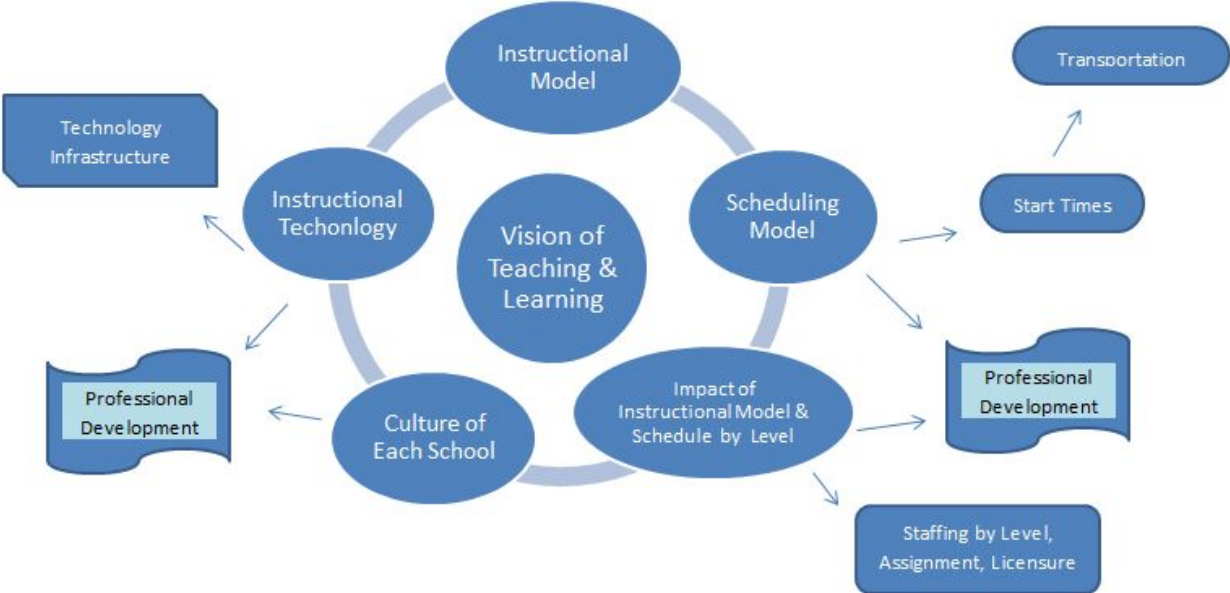 Instructional
Model
Transportation
Technology
Infrastructure
Instructional
Techonlogy
Scheduling
Model
Start Times
Vision of
Teaching &
Learning
Professional
Development
Culture of
Each School
Impact of
Instructional Model &
Schedule by Level
Professional
Development
Staffing by Level,
Assignment, Licensure